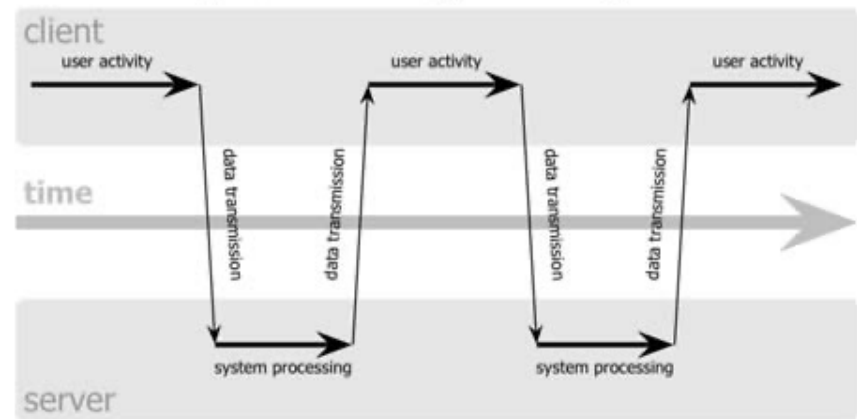 client
user activity
user activity
user activity
data transmission
data transmission
data transmission
data transmission
time
system processing
system processing
server